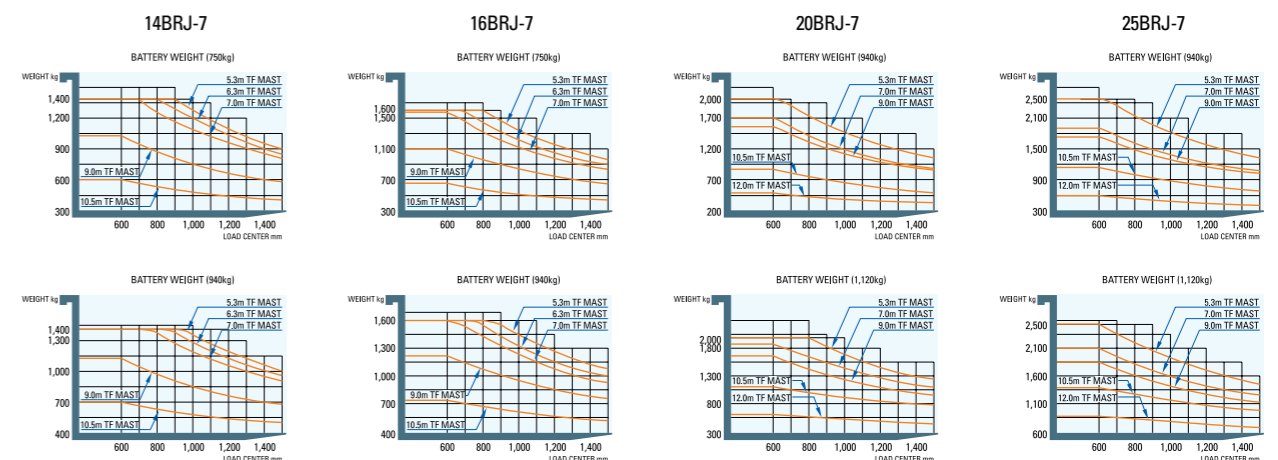 14BRJ-7
BATTERY WEIGHT (750kg)
WEIGHT kg
5.3m TF MAST
6.3m TF MAST
7.0m TF MAST
1,400
1,200
900
600
300
9.0m TF MAST
10.5m TF MAST
600 800 1,000 1,200 1,400
LOAD CENTER mm
16BRJ-7
BATTERY WEIGHT (750kg)
WEIGHT kg
5.3m TF MAST
6.3m TF MAST
7.0m TF MAST
1,600
1,500
1,100
700
300
9.0m TF MAST
10.5m TF MAST
600 800 1,000 1,200 1,400
LOAD CENTER mm
20BRJ-7
BATTERY WEIGHT (940kg)
WEIGHT kg
5.3m TF MAST
7.0m TF MAST
9.0m TF MAST
2,000
1,700
1,200
700
200
10.5m TF MAST
12.0m TF MAST
600 800 1,000 1,200 1,400
LOAD CENTER mm
25BRJ-7
BATTERY WEIGHT (940kg)
WEIGHT kg
5.3m TF MAST
7.0m TF MAST
9.0m TF MAST
2,500
2,100
1,500
900
300
10.5m TF MAST
12.0m TF MAST
600 800 1,000 1,200 1,400
LOAD CENTER mm
BATTERY WEIGHT (940kg)
WEIGHT kg
5.3m TF MAST
6.3m TF MAST
7.0m TF MAST
1,400
1,300
1,000
700
400
9.0m TF MAST
10.5m TF MAST
600 800 1,000 1,200 1,400
LOAD CENTER mm
BATTERY WEIGHT (940kg)
WEIGHT kg
5.3m TF MAST
6.3m TF MAST
7.0m TF MAST
1,600
1,300
1,000
700
400
9.0m TF MAST
10.5m TF MAST
600 800 1,000 1,200 1,400
LOAD CENTER mm
BATTERY WEIGHT (1,120kg)
WEIGHT kg
5.3m TF MAST
7.0m TF MAST
9.0m TF MAST
2,000
1,800
1,300
800
300
10.5m TF MAST
12.0m TF MAST
600 800 1,000 1,200 1,400
LOAD CENTER mm
BATTERY WEIGHT (1,120kg)
WEIGHT kg
5.3m TF MAST
7.0m TF MAST
9.0m TF MAST
2,500
2,100
1,600
1,100
600
10.5m TF MAST
12.0m TF MAST
600 800 1,000 1,200 1,400
LOAD CENTER mm